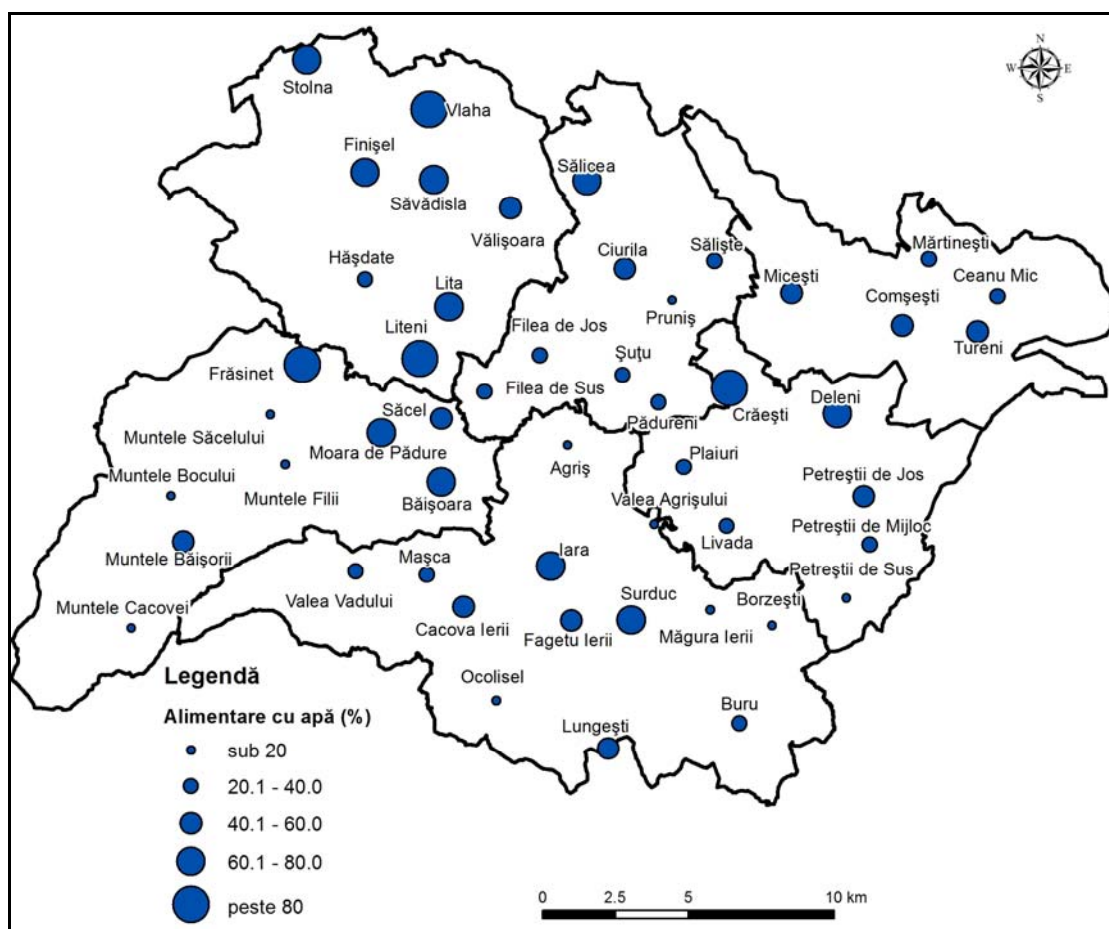 N
W E
S
Stolna
Vlaha
Finişel
Săvădisla
Vălişoara
Hăşdate
Lita
Liteni
Sălicea
Ciurila
Sălişte
Pruniş
Filea de Jos
Filea de Sus
Şuţu
Pădureni
Mărtineşti
Ceanu Mic
Miceşti
Comşeşti
Tureni
Frăsinet
Săcel
Muntele Săcelului
Moara de Pădure
Muntele Bocului
Muntele Filii
Băişoara
Muntele Băişorii
Muntele Cacovei
Crăeşti
Deleni
Plaiuri
Petreştii de Jos
Valea Agrişului
Livada
Petreştii de Mijloc
Petreştii de Sus
Agriş
Iara
Maşca
Valea Vadului
Cacova Ierii
Fagetu Ierii
Surduc
Măgura Ierii
Borzeşti
Ocolisel
Lungeşti
Buru
Legendă
Alimentare cu apă (%)
sub 20
20.1 - 40.0
40.1 - 60.0
60.1 - 80.0
peste 80
0 2.5 5 10 km